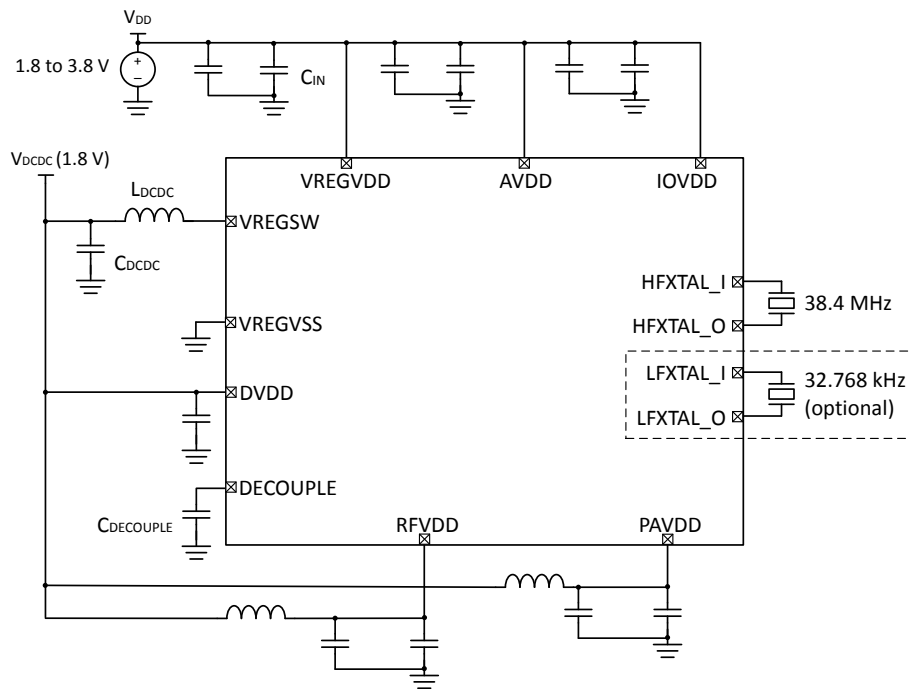 VDD
1.8 to 3.8 V
+
–
CIN
VDCDC (1.8 V)
LDCDC
CDCDC
VREGVDD
AVDD
IOVDD
VREGSW
HFXTAL_I
38.4 MHz
HFXTAL_O
VREGVSS
LFXTAL_I
32.768 kHz
(optional)
LFXTAL_O
DVDD
DECOUPLE
CDECOUPLE
RFVDD
PAVDD